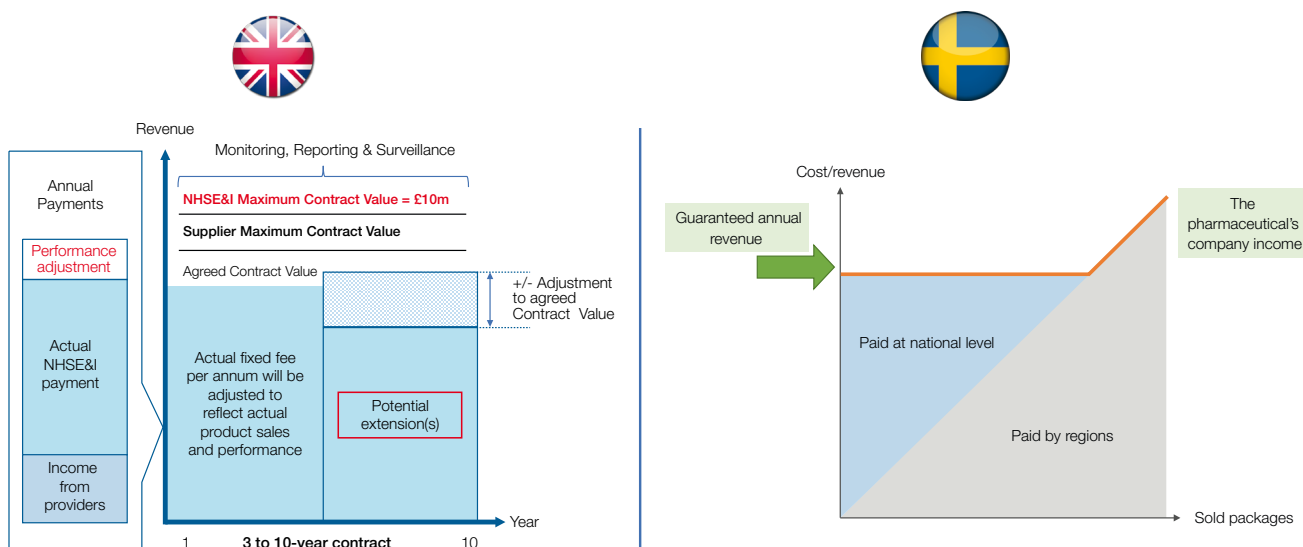 Revenue
Monitoring, Reporting & Surveillance
Annual
Payments
Performance
adjustment
Actual
NHSE&I
payment
Income
from
providers
NHSE&I Maximum Contract Value = £10m
Supplier Maximum Contract Value
Agreed Contract Value
+/- Adjustment
to agreed
Contract Value
Actual fixed fee
per annum will be
adjusted to
reflect actual
product sales
and performance
Potential
extension(s)
Year
1 3 to 10-year contract 10
Cost/revenue
Guaranteed annual
revenue
The
pharmaceutical's
company income
Paid at national level
Paid by regions
Sold packages